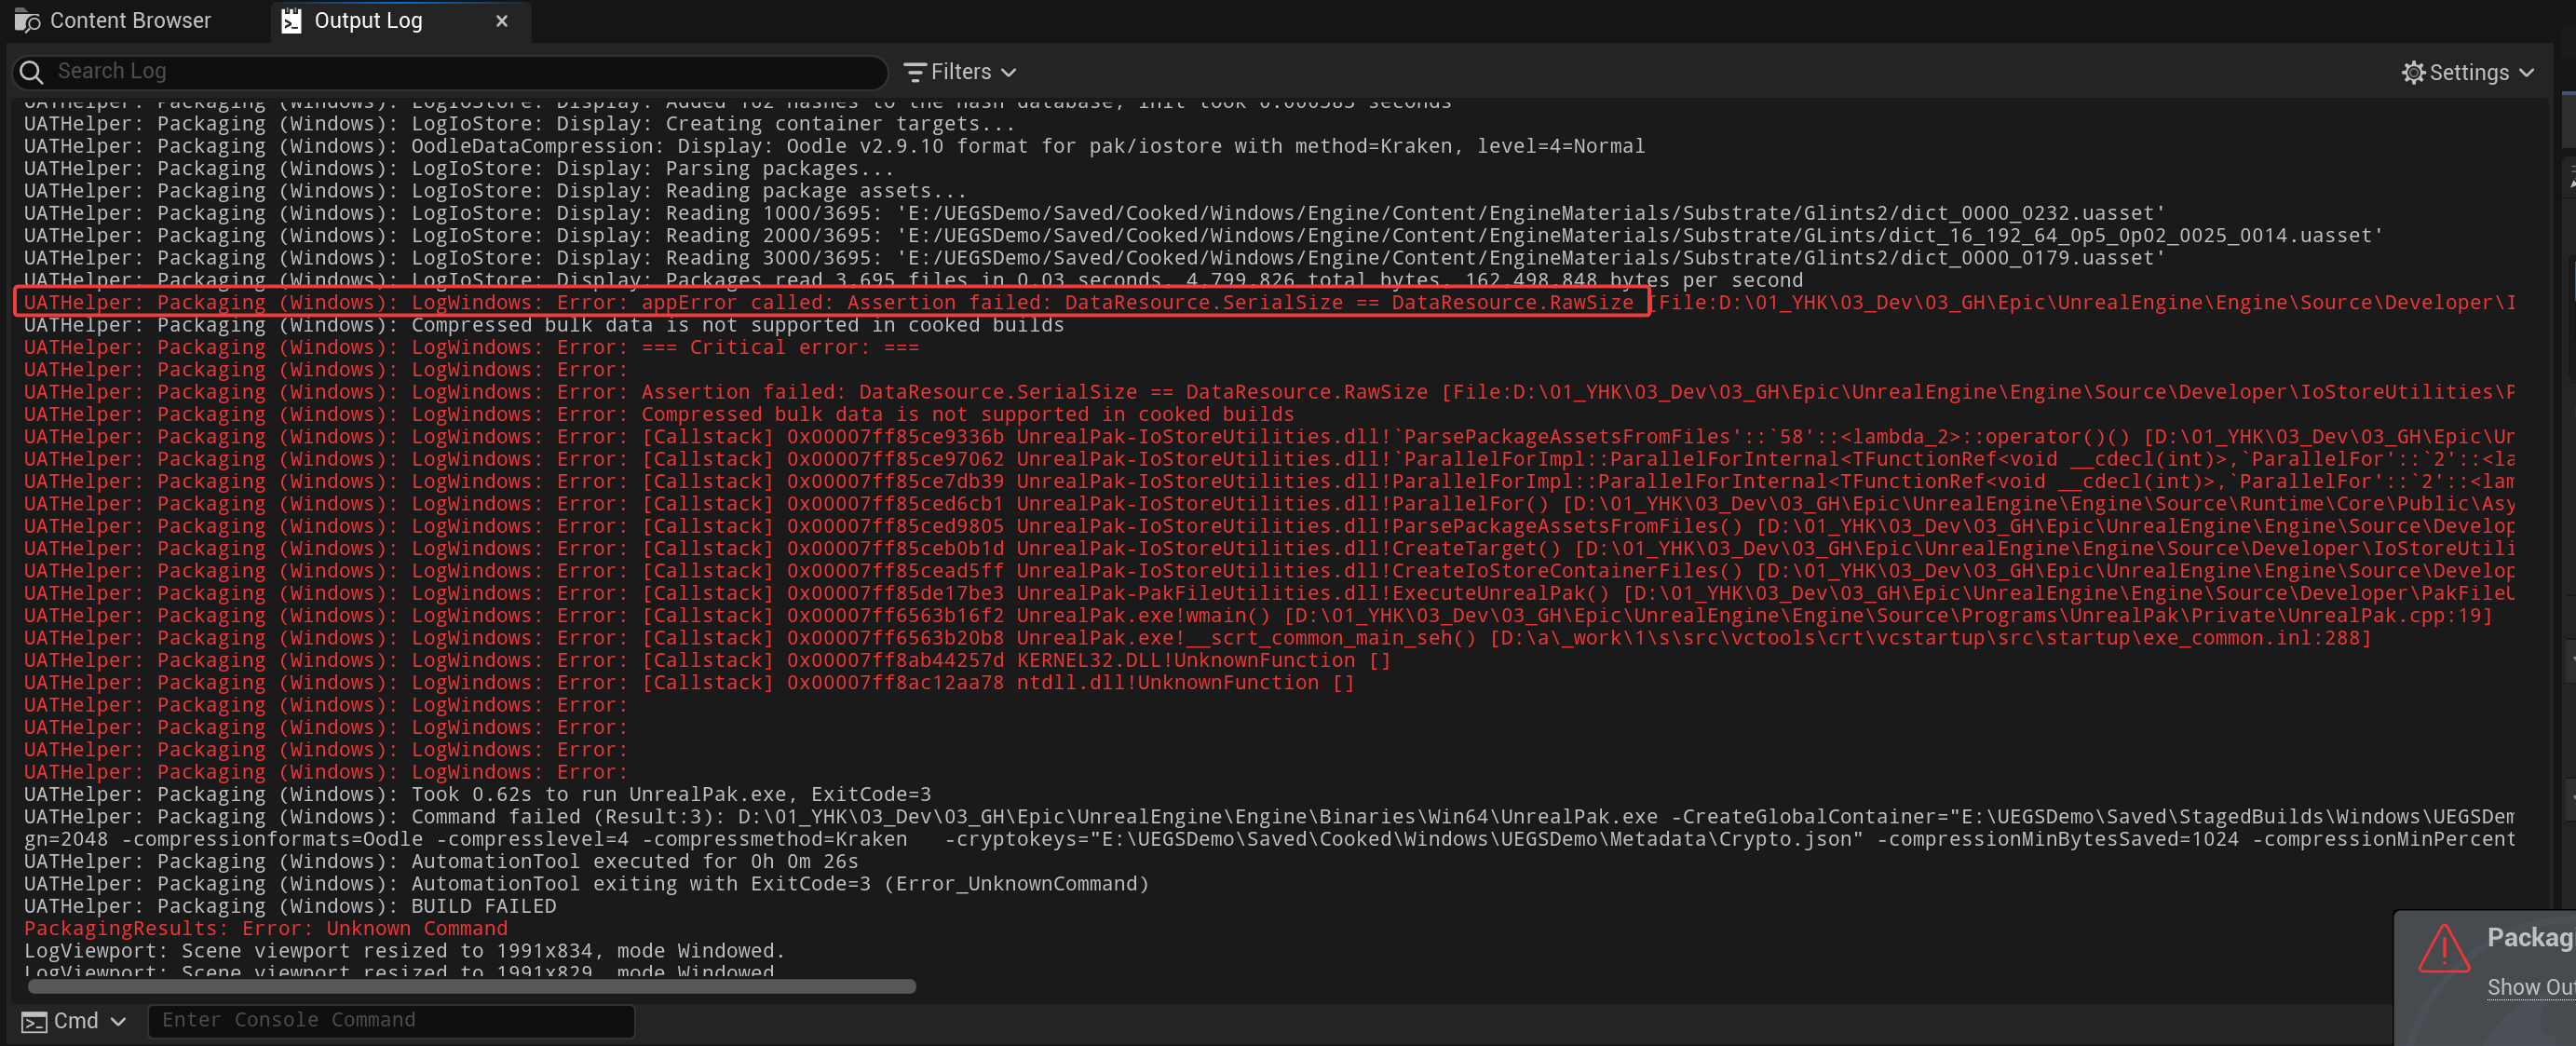 Content Browser
Output Log
Search Log
Filters
Settings
UATHelper: Packaging (Windows): LogIoStore: Display: Added 162 hashes to the hash database, init took 0.000383 seconds
UATHelper: Packaging (Windows): LogIoStore: Display: Creating container targets...
UATHelper: Packaging (Windows): OodleDataCompression: Display: Oodle v2.9.10 format for pak/iostore with method=Kraken, level=4=Normal
UATHelper: Packaging (Windows): LogIoStore: Display: Parsing packages...
UATHelper: Packaging (Windows): LogIoStore: Display: Reading package assets...
UATHelper: Packaging (Windows): LogIoStore: Display: Reading 1000/3695: 'E:/UEGSDemo/Saved/Cooked/Windows/Engine/Content/EngineMaterials/Substrate/Glints2/dict_0000_0232.uasset'
UATHelper: Packaging (Windows): LogIoStore: Display: Reading 2000/3695: 'E:/UEGSDemo/Saved/Cooked/Windows/Engine/Content/EngineMaterials/Substrate/GLints/dict_16_192_64_0p5_0p02_0025_0014.uasset'
UATHelper: Packaging (Windows): LogIoStore: Display: Reading 3000/3695: 'E:/UEGSDemo/Saved/Cooked/Windows/Engine/Content/EngineMaterials/Substrate/Glints2/dict_0000_0179.uasset'
UATHelper: Packaging (Windows): LogIoStore: Display: Packages read 3,695 files in 0.03 seconds, 4,799,826 total bytes, 162,498,848 bytes per second
UATHelper: Packaging (Windows): LogWindows: Error: appError called: Assertion failed: DataResource.SerialSize == DataResource.RawSize [File:D:\01_YHK\03_Dev\03_GH\Epic\UnrealEngine\Engine\Source\Developer\I
UATHelper: Packaging (Windows): Compressed bulk data is not supported in cooked builds
UATHelper: Packaging (Windows): LogWindows: Error: === Critical error: ===
UATHelper: Packaging (Windows): LogWindows: Error:
UATHelper: Packaging (Windows): LogWindows: Error: Assertion failed: DataResource.SerialSize == DataResource.RawSize [File:D:\01_YHK\03_Dev\03_GH\Epic\UnrealEngine\Engine\Source\Developer\IoStoreUtilities\P
UATHelper: Packaging (Windows): LogWindows: Error: Compressed bulk data is not supported in cooked builds
UATHelper: Packaging (Windows): LogWindows: Error: [Callstack] 0x00007ff85ce9336b UnrealPak-IoStoreUtilities.dll!`ParsePackageAssetsFromFiles'::`58'::<lambda_2>::operator()() [D:\01_YHK\03_Dev\03_GH\Epic\Un
UATHelper: Packaging (Windows): LogWindows: Error: [Callstack] 0x00007ff85ce97062 UnrealPak-IoStoreUtilities.dll!`ParallelForImpl::ParallelForInternal<TFunctionRef<void __cdecl(int)>,`ParallelFor'::`2'::<la
UATHelper: Packaging (Windows): LogWindows: Error: [Callstack] 0x00007ff85ce7db39 UnrealPak-IoStoreUtilities.dll!ParallelForImpl::ParallelForInternal<TFunctionRef<void __cdecl(int)>,`ParallelFor'::`2'::<lam
UATHelper: Packaging (Windows): LogWindows: Error: [Callstack] 0x00007ff85ced6cb1 UnrealPak-IoStoreUtilities.dll!ParallelFor() [D:\01_YHK\03_Dev\03_GH\Epic\UnrealEngine\Engine\Source\Runtime\Core\Public\Asy
UATHelper: Packaging (Windows): LogWindows: Error: [Callstack] 0x00007ff85ced9805 UnrealPak-IoStoreUtilities.dll!ParsePackageAssetsFromFiles() [D:\01_YHK\03_Dev\03_GH\Epic\UnrealEngine\Engine\Source\Develop
UATHelper: Packaging (Windows): LogWindows: Error: [Callstack] 0x00007ff85ceb0b1d UnrealPak-IoStoreUtilities.dll!CreateTarget() [D:\01_YHK\03_Dev\03_GH\Epic\UnrealEngine\Engine\Source\Developer\IoStoreUtili
UATHelper: Packaging (Windows): LogWindows: Error: [Callstack] 0x00007ff85cead5ff UnrealPak-IoStoreUtilities.dll!CreateIoStoreContainerFiles() [D:\01_YHK\03_Dev\03_GH\Epic\UnrealEngine\Engine\Source\Develop
UATHelper: Packaging (Windows): LogWindows: Error: [Callstack] 0x00007ff85de17be3 UnrealPak-PakFileUtilities.dll!ExecuteUnrealPak() [D:\01_YHK\03_Dev\03_GH\Epic\UnrealEngine\Engine\Source\Developer\PakFileU
UATHelper: Packaging (Windows): LogWindows: Error: [Callstack] 0x00007ff6563b16f2 UnrealPak.exe!wmain() [D:\01_YHK\03_Dev\03_GH\Epic\UnrealEngine\Engine\Source\Programs\UnrealPak\Private\UnrealPak.cpp:19]
UATHelper: Packaging (Windows): LogWindows: Error: [Callstack] 0x00007ff6563b20b8 UnrealPak.exe!__scrt_common_main_seh() [D:\a\_work\1\s\src\vctools\crt\vcstartup\src\startup\exe_common.inl:288]
UATHelper: Packaging (Windows): LogWindows: Error: [Callstack] 0x00007ff8ab44257d KERNEL32.DLL!UnknownFunction []
UATHelper: Packaging (Windows): LogWindows: Error: [Callstack] 0x00007ff8ac12aa78 ntdll.dll!UnknownFunction []
UATHelper: Packaging (Windows): LogWindows: Error:
UATHelper: Packaging (Windows): LogWindows: Error:
UATHelper: Packaging (Windows): LogWindows: Error:
UATHelper: Packaging (Windows): LogWindows: Error:
UATHelper: Packaging (Windows): Took 0.62s to run UnrealPak.exe, ExitCode=3
UATHelper: Packaging (Windows): Command failed (Result:3): D:\01_YHK\03_Dev\03_GH\Epic\UnrealEngine\Engine\Binaries\Win64\UnrealPak.exe -CreateGlobalContainer="E:\UEGSDemo\Saved\StagedBuilds\Windows\UEGSDem
gn=2048 -compressionformats=Oodle -compresslevel=4 -compressmethod=Kraken   -cryptokeys="E:\UEGSDemo\Saved\Cooked\Windows\UEGSDemo\Metadata\Crypto.json" -compressionMinBytesSaved=1024 -compressionMinPercent
UATHelper: Packaging (Windows): AutomationTool executed for 0h 0m 26s
UATHelper: Packaging (Windows): AutomationTool exiting with ExitCode=3 (Error_UnknownCommand)
UATHelper: Packaging (Windows): BUILD FAILED
PackagingResults: Error: Unknown Command
LogViewport: Scene viewport resized to 1991x834, mode Windowed.
LogViewport: Scene viewport resized to 1991x829, mode Windowed
Packag
Show Out
Cmd
Enter Console Command